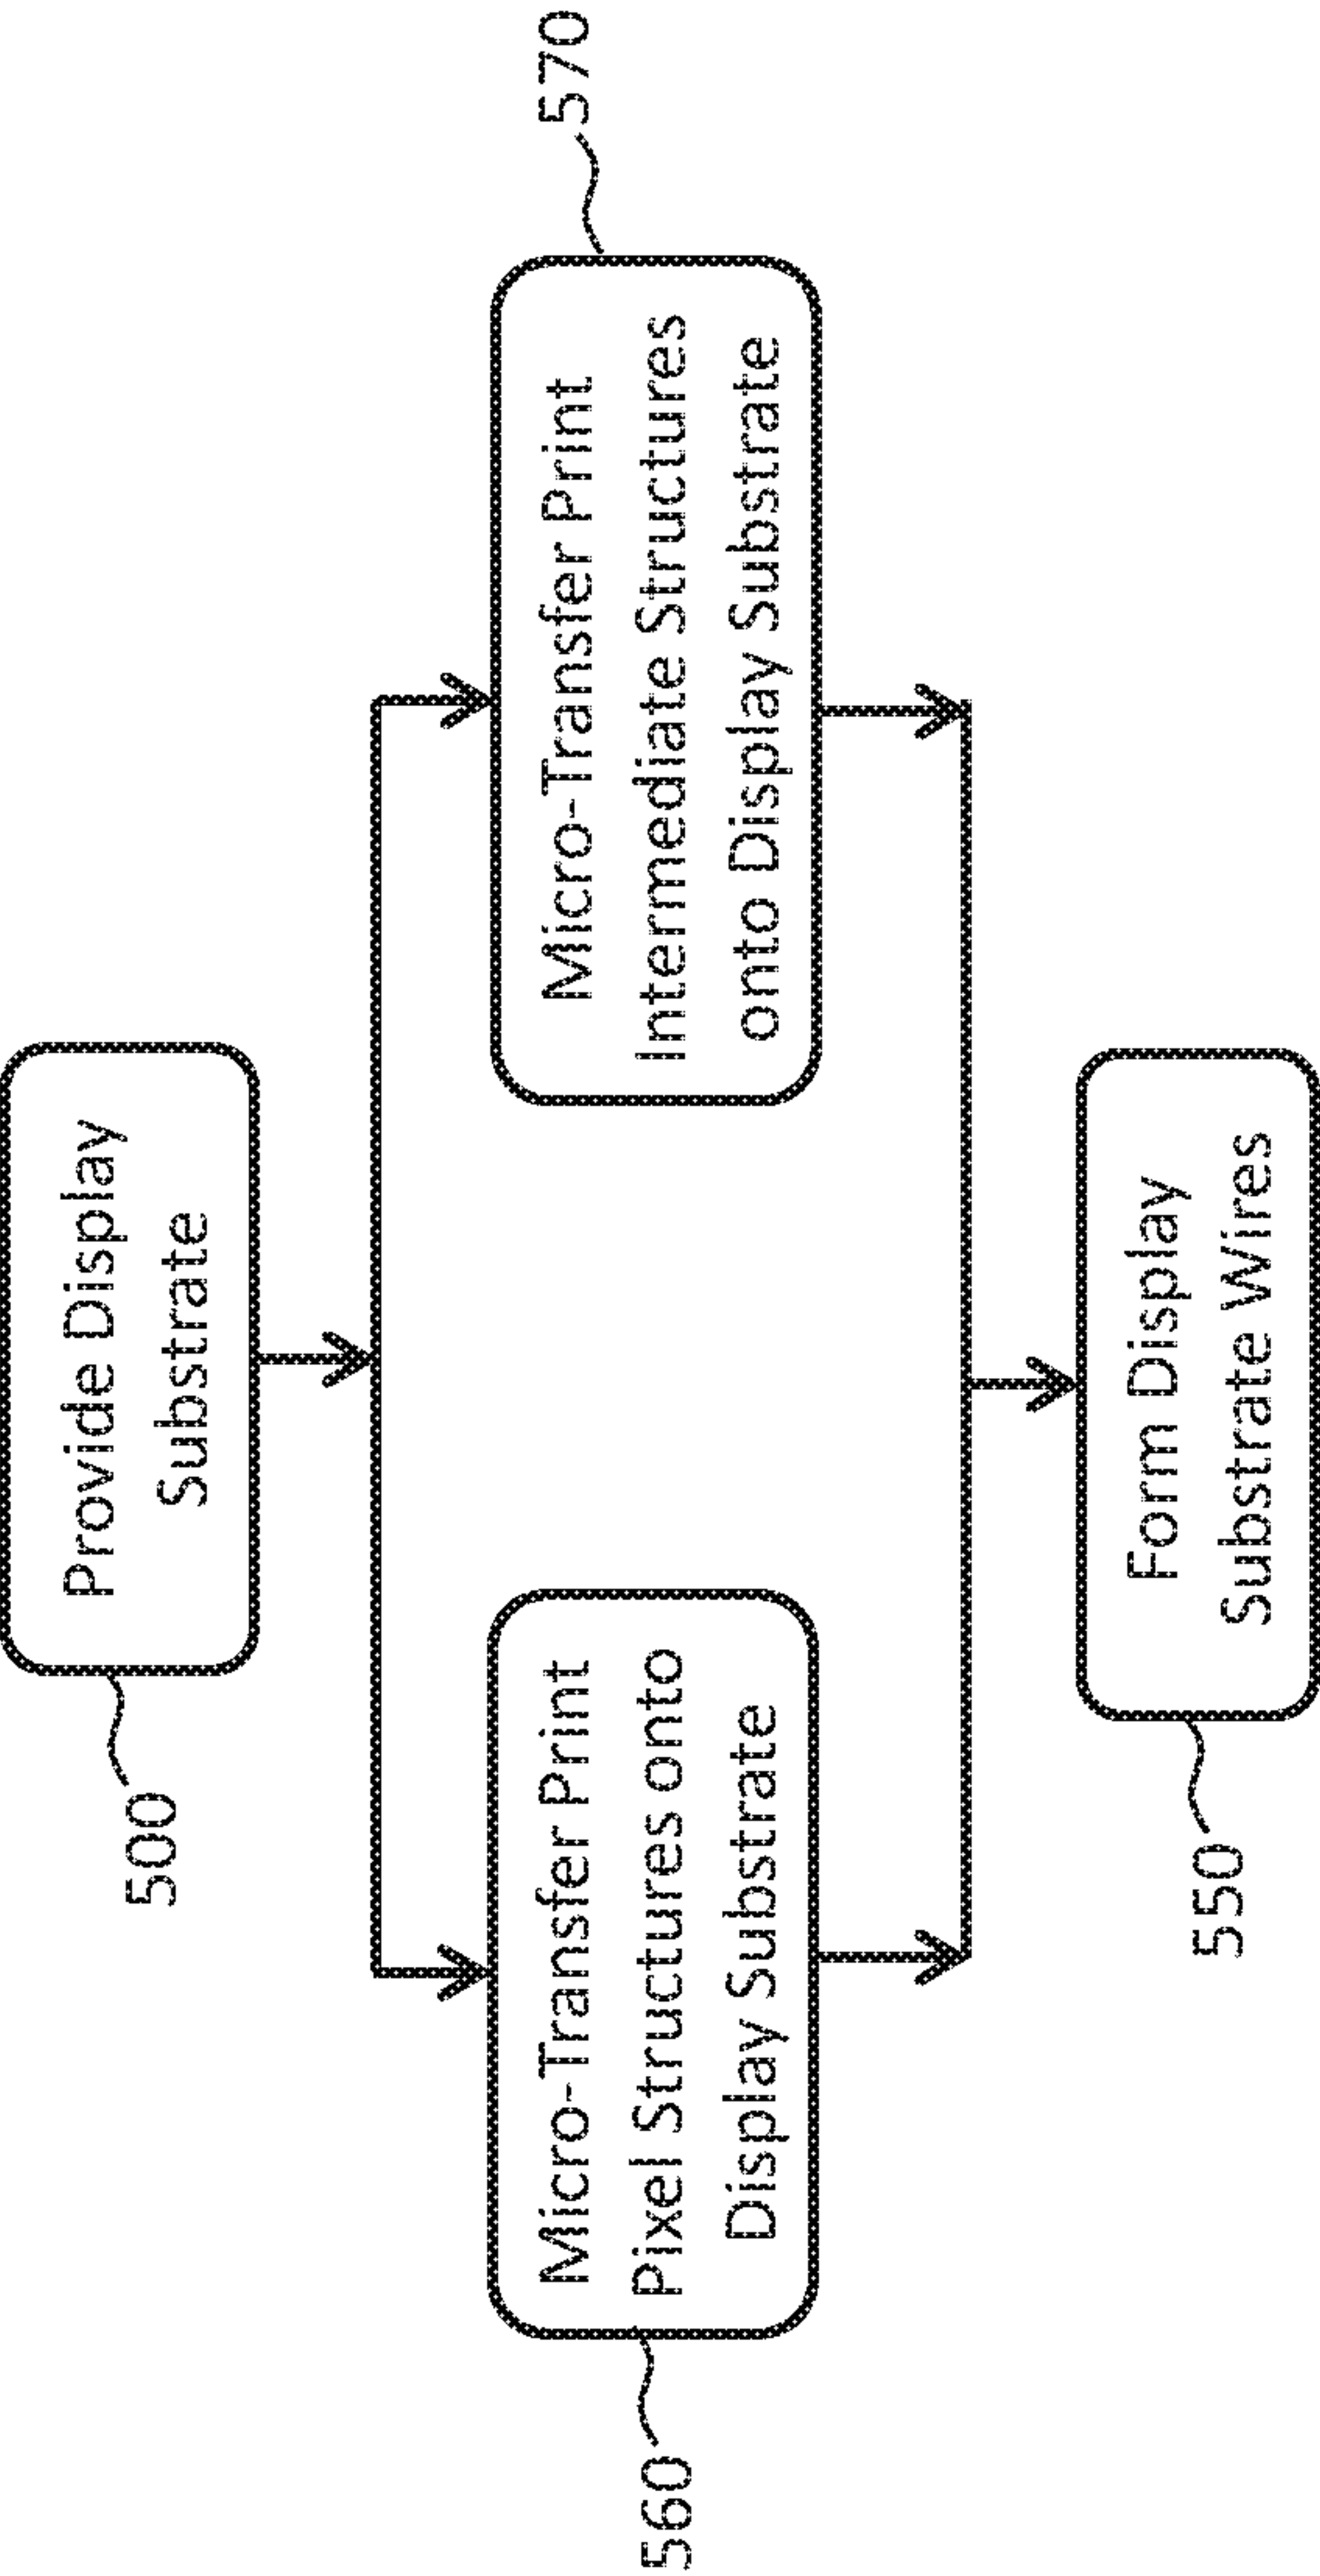 500
Provide Display
Substrate
560
Micro-Transfer Print
Pixel Structures onto
Display Substrate
Micro-Transfer Print
Intermediate Structures
onto Display Substrate
570
550
Form Display
Substrate Wires